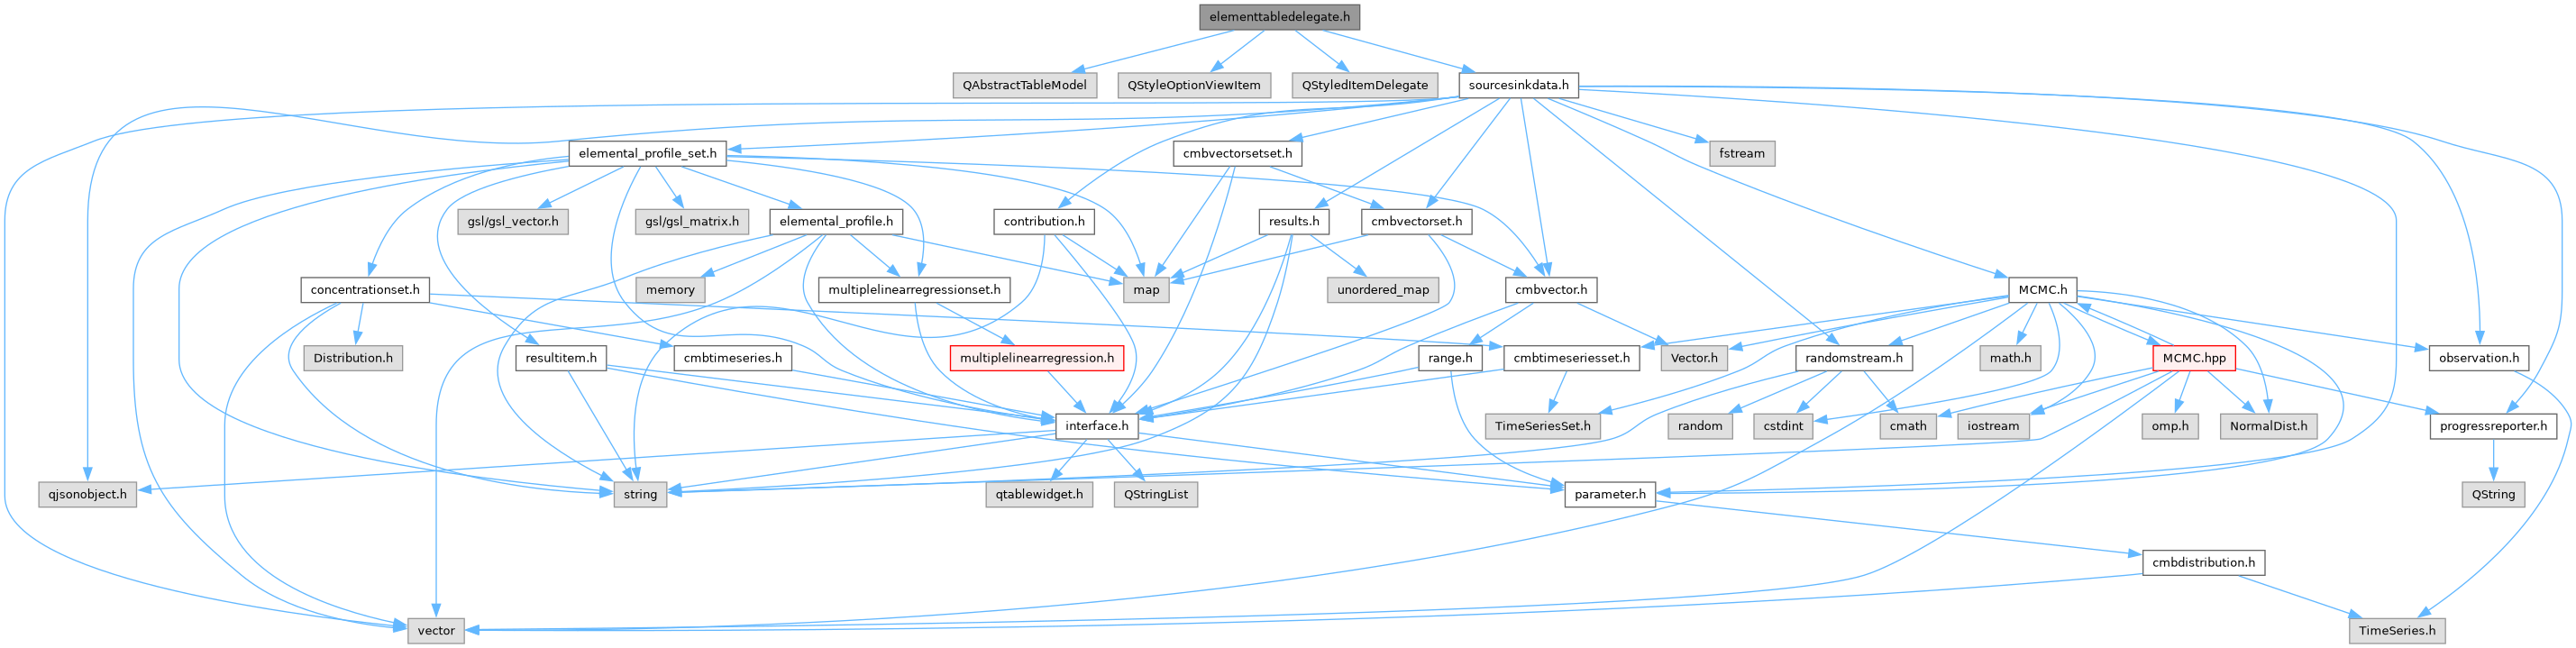 elementtabledelegate.h
QAbstractTableModel
QStyleOptionViewItem
QStyledItemDelegate
sourcesinkdata.h
elemental_profile_set.h
cmbvectorsetset.h
fstream
gsl/gsl_vector.h
gsl/gsl_matrix.h
elemental_profile.h
contribution.h
results.h
cmbvectorset.h
concentrationset.h
memory
multiplelinearregressionset.h
map
unordered_map
cmbvector.h
MCMC.h
Distribution.h
resultitem.h
cmbtimeseries.h
multiplelinearregression.h
range.h
cmbtimeseriesset.h
Vector.h
randomstream.h
math.h
MCMC.hpp
observation.h
interface.h
TimeSeriesSet.h
random
cstdint
cmath
iostream
omp.h
NormalDist.h
progressreporter.h
qjsonobject.h
string
qtablewidget.h
QStringList
parameter.h
QString
cmbdistribution.h
vector
TimeSeries.h